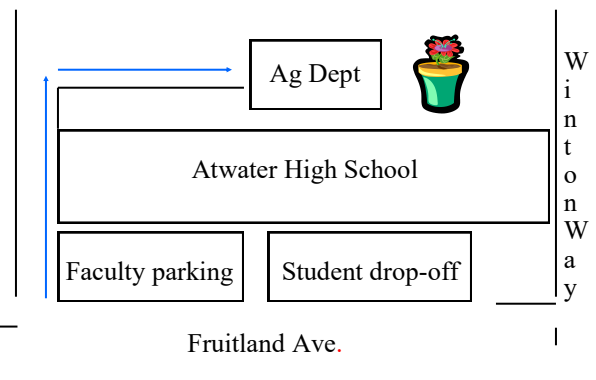 Ag Dept
Atwater High School
Faculty parking
Student drop-off
Fruitland Ave.
Winton Way